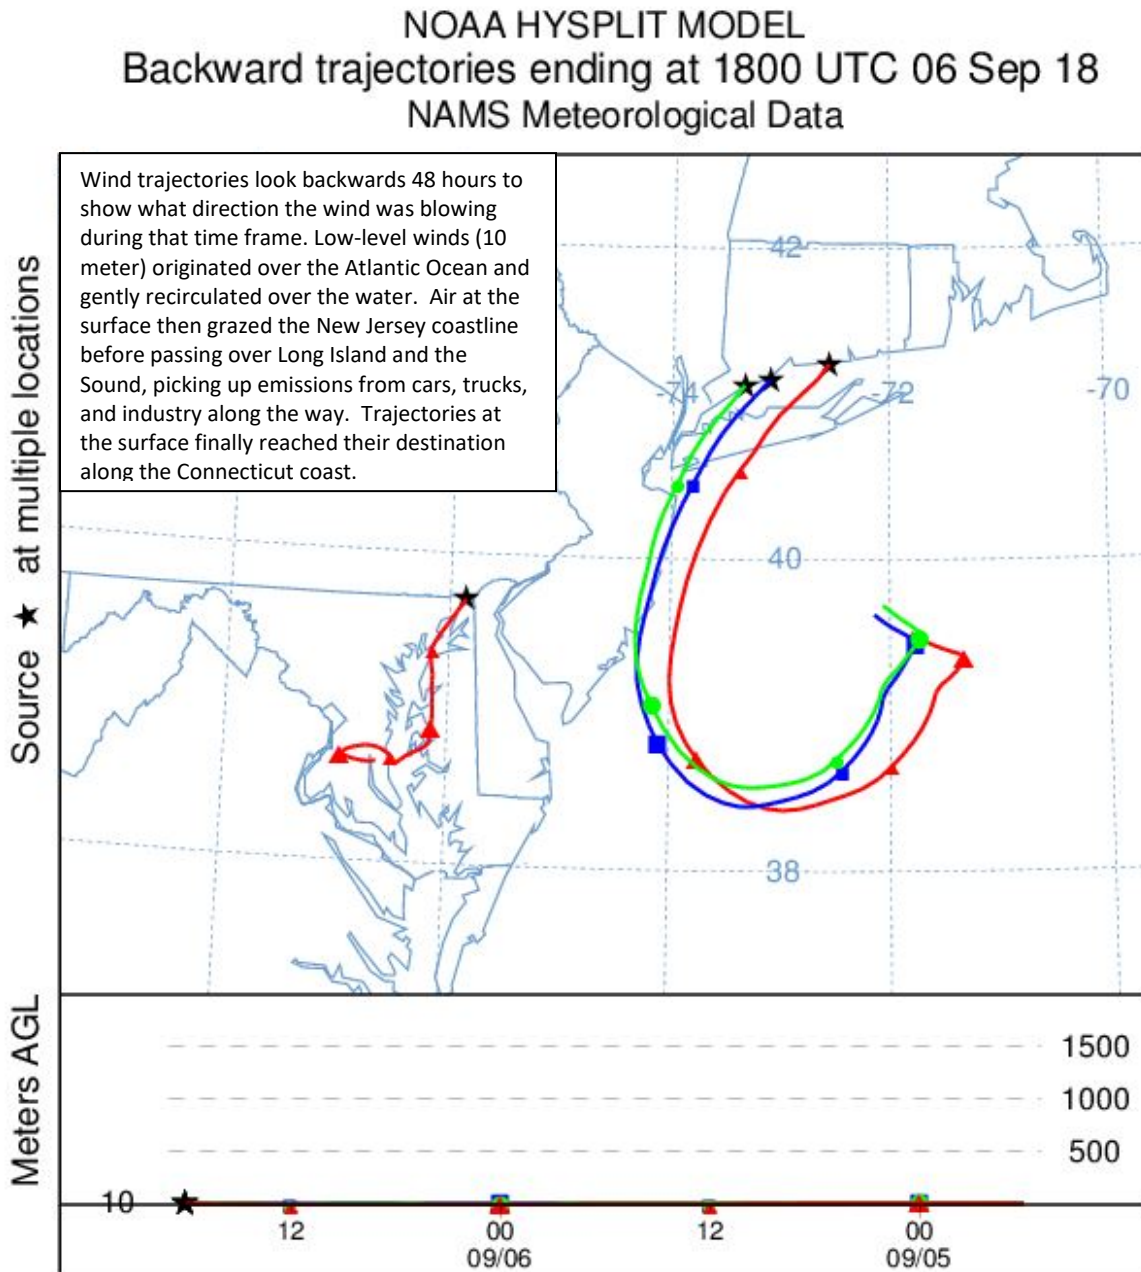 NOAA HYSPLIT MODEL
Backward trajectories ending at 1800 UTC 06 Sep 18
NAMS Meteorological Data
Wind trajectories look backwards 48 hours to
show what direction the wind was blowing
during that time frame. Low-level winds (10
meter) originated over the Atlantic Ocean and
gently recirculated over the water. Air at the
surface then grazed the New Jersey coastline
before passing over Long Island and the
Sound, picking up emissions from cars, trucks,
and industry along the way. Trajectories at
the surface finally reached their destination
along the Connecticut coast.
Source ★ at multiple locations
42
-74
-72
-70
40
38
Meters AGL
1500
1000
500
10
12
00
12
00
09/06
09/05